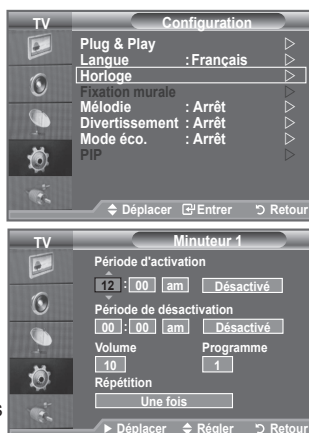 TV Configuration
Plug & Play
Langue : Français
Horloge
Fixation murale
Mélodie : Arrêt
Divertissement : Arrêt
Mode éco. : Arrêt
PIP
Déplacer Entrer Retour
TV Minuteur 1
Période d'activation
12 : 00 am Désactivé
Période de désactivation
00 : 00 am Désactivé
Volume Programme
10 1
Répétition
Une fois
s
Déplacer Régler Retour